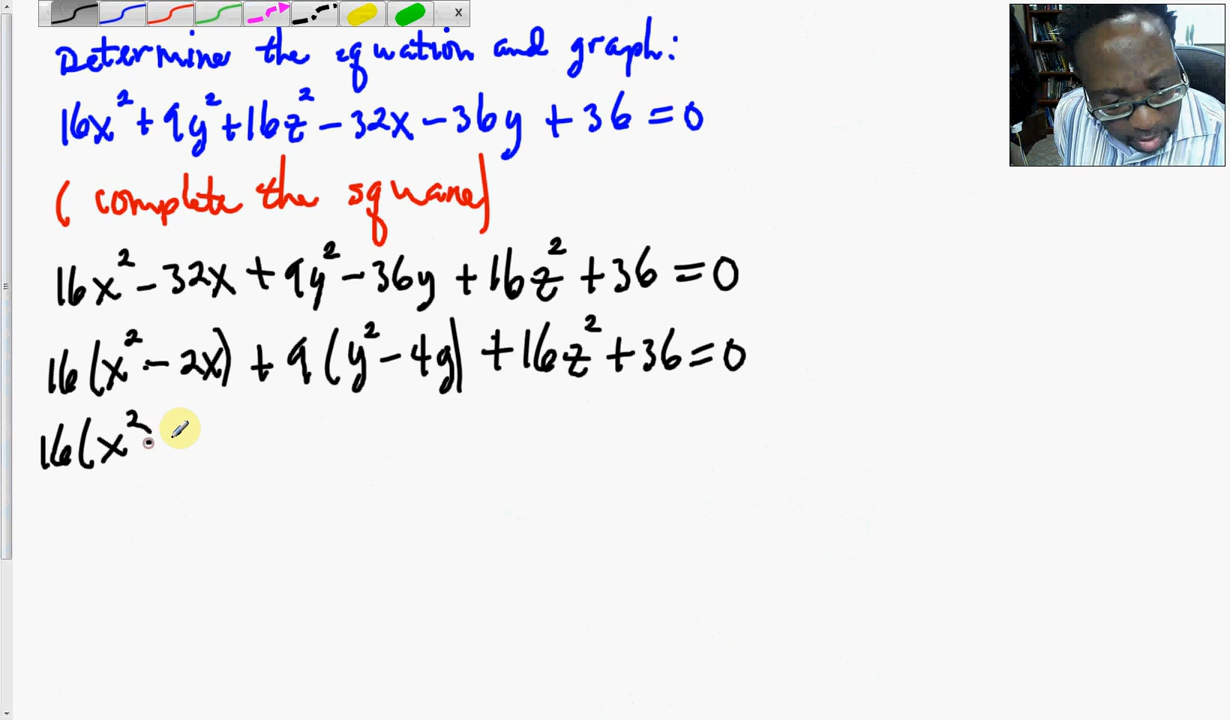 Determine the equation and graph:
16x² + 9y² + 16z² - 32x - 36y + 36 = 0
(complete the square)
16x² - 32x + 9y² - 36y + 16z² + 36 = 0
16(x² - 2x) + 9(y² - 4y) + 16z² + 36 = 0
16(x²